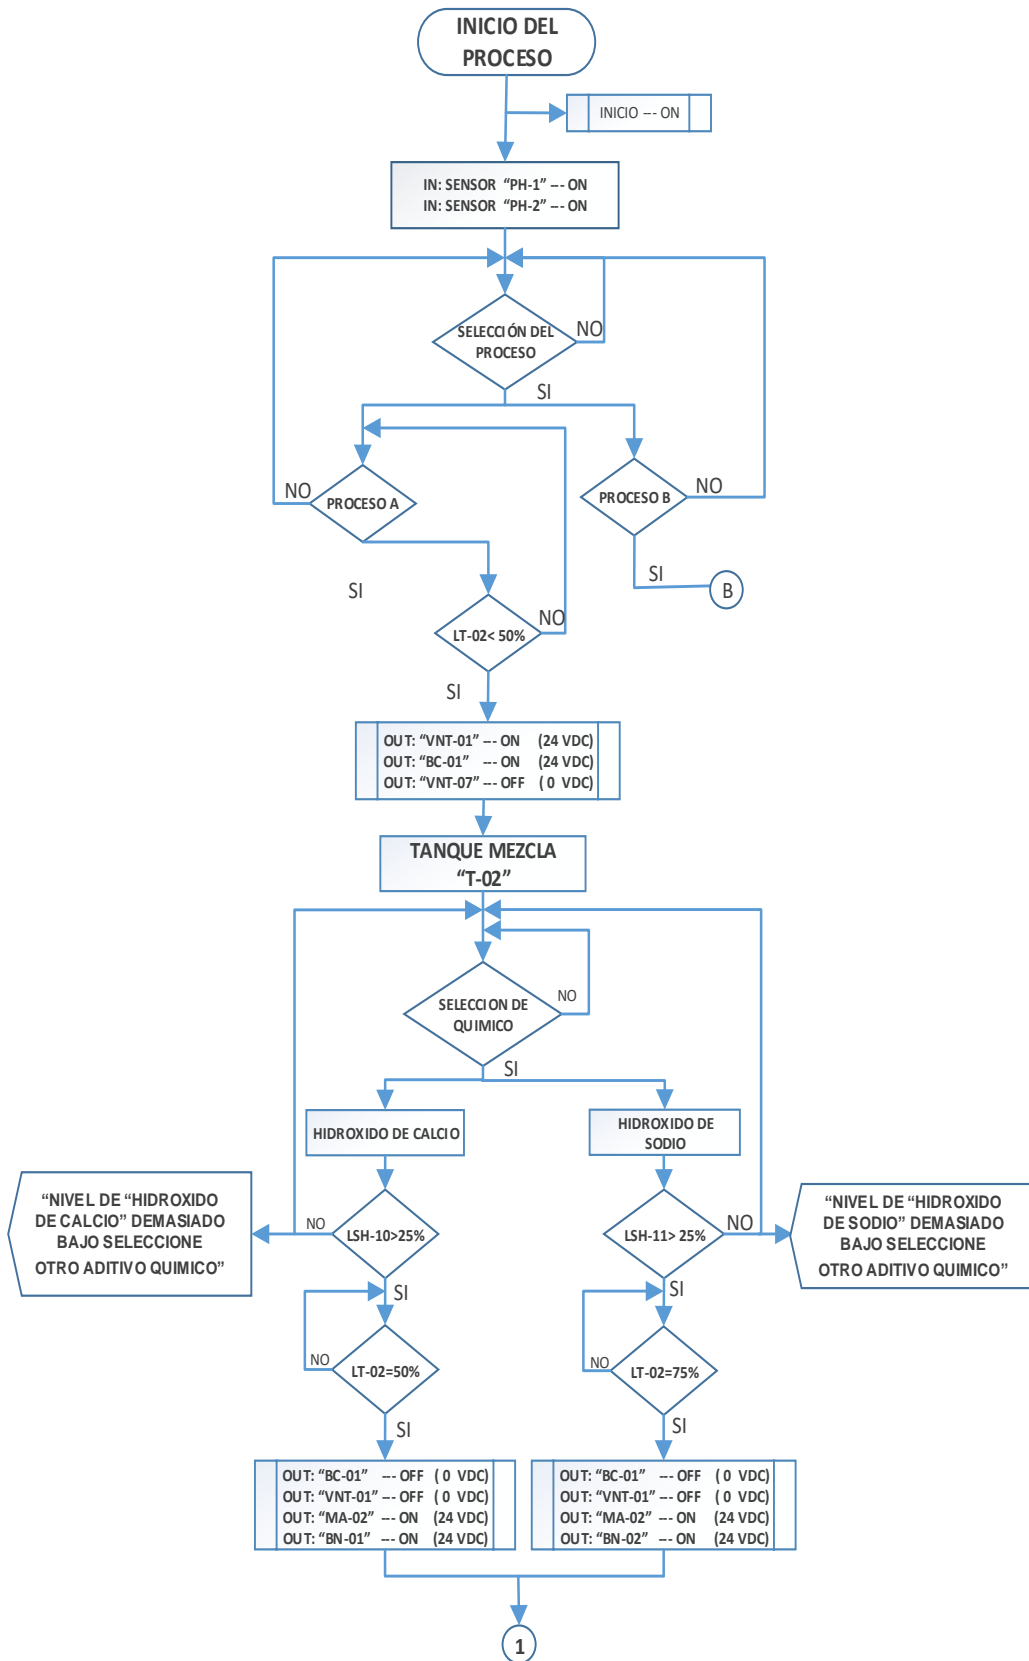 INICIO DEL
PROCESO
INICIO --- ON
IN: SENSOR “PH-1” --- ON
IN: SENSOR “PH-2” --- ON
SELECCIÓN DEL
PROCESO
NO
SI
PROCESO A
NO
PROCESO B
NO
SI
SI
B
LT-02< 50%
NO
SI
OUT: “VNT-01” --- ON (24 VDC)
OUT: “BC-01” --- ON (24 VDC)
OUT: “VNT-07” --- OFF ( 0 VDC)
TANQUE MEZCLA
“T-02”
SELECCION DE
QUIMICO
NO
SI
HIDROXIDO DE CALCIO
HIDROXIDO DE
SODIO
“NIVEL DE “HIDROXIDO
DE CALCIO” DEMASIADO
BAJO SELECCIONE
OTRO ADITIVO QUIMICO”
NO
LSH-10>25%
SI
LSH-11> 25%
NO
SI
“NIVEL DE “HIDROXIDO
DE SODIO” DEMASIADO
BAJO SELECCIONE
OTRO ADITIVO QUIMICO”
NO
LT-02=50%
SI
NO
LT-02=75%
SI
OUT: “BC-01” --- OFF ( 0 VDC)
OUT: “VNT-01” --- OFF ( 0 VDC)
OUT: “MA-02” --- ON (24 VDC)
OUT: “BN-01” --- ON (24 VDC)
OUT: “BC-01” --- OFF ( 0 VDC)
OUT: “VNT-01” --- OFF ( 0 VDC)
OUT: “MA-02” --- ON (24 VDC)
OUT: “BN-02” --- ON (24 VDC)
1